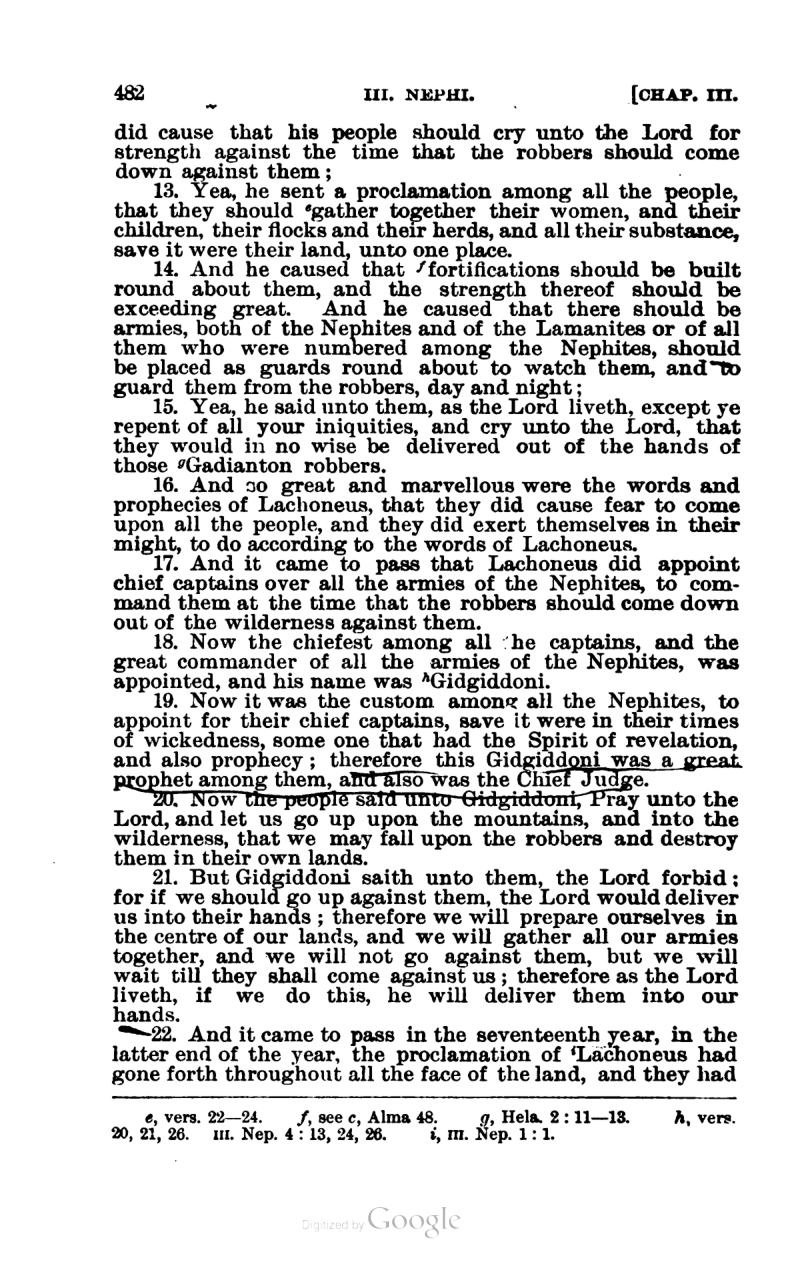 482 III. NEPHI. [CHAP. III.
did cause that his people should cry unto the Lord for
strength against the time that the robbers should come
down against them;
13. Yea, he sent a proclamation among all the people,
that they should ᵉgather together their women, and their
children, their flocks and their herds, and all their substance,
save it were their land, unto one place.
14. And he caused that ᶠfortifications should be built
round about them, and the strength thereof should be
exceeding great. And he caused that there should be
armies, both of the Nephites and of the Lamanites or of all
them who were numbered among the Nephites, should
be placed as guards round about to watch them, and to
guard them from the robbers, day and night;
15. Yea, he said unto them, as the Lord liveth, except ye
repent of all your iniquities, and cry unto the Lord, that
they would in no wise be delivered out of the hands of
those ᵍGadianton robbers.
16. And so great and marvellous were the words and
prophecies of Lachoneus, that they did cause fear to come
upon all the people, and they did exert themselves in their
might, to do according to the words of Lachoneus.
17. And it came to pass that Lachoneus did appoint
chief captains over all the armies of the Nephites, to com-
mand them at the time that the robbers should come down
out of the wilderness against them.
18. Now the chiefest among all the captains, and the
great commander of all the armies of the Nephites, was
appointed, and his name was ʰGidgiddoni.
19. Now it was the custom among all the Nephites, to
appoint for their chief captains, save it were in their times
of wickedness, some one that had the Spirit of revelation,
and also prophecy; therefore this Gidgiddoni was a great
prophet among them, and also was the Chief Judge.
20. Now the people said unto Gidgiddoni, Pray unto the
Lord, and let us go up upon the mountains, and into the
wilderness, that we may fall upon the robbers and destroy
them in their own lands.
21. But Gidgiddoni saith unto them, the Lord forbid;
for if we should go up against them, the Lord would deliver
us into their hands; therefore we will prepare ourselves in
the centre of our lands, and we will gather all our armies
together, and we will not go against them, but we will
wait till they shall come against us; therefore as the Lord
liveth, if we do this, he will deliver them into our
hands.
22. And it came to pass in the seventeenth year, in the
latter end of the year, the proclamation of ⁱLachoneus had
gone forth throughout all the face of the land, and they had
e, vers. 22—24. f, see c, Alma 48. g, Hela. 2:11—13. h, vers.
20, 21, 26. III. Nep. 4:13, 24, 26. i, III. Nep. 1:1.
Digitized by Google